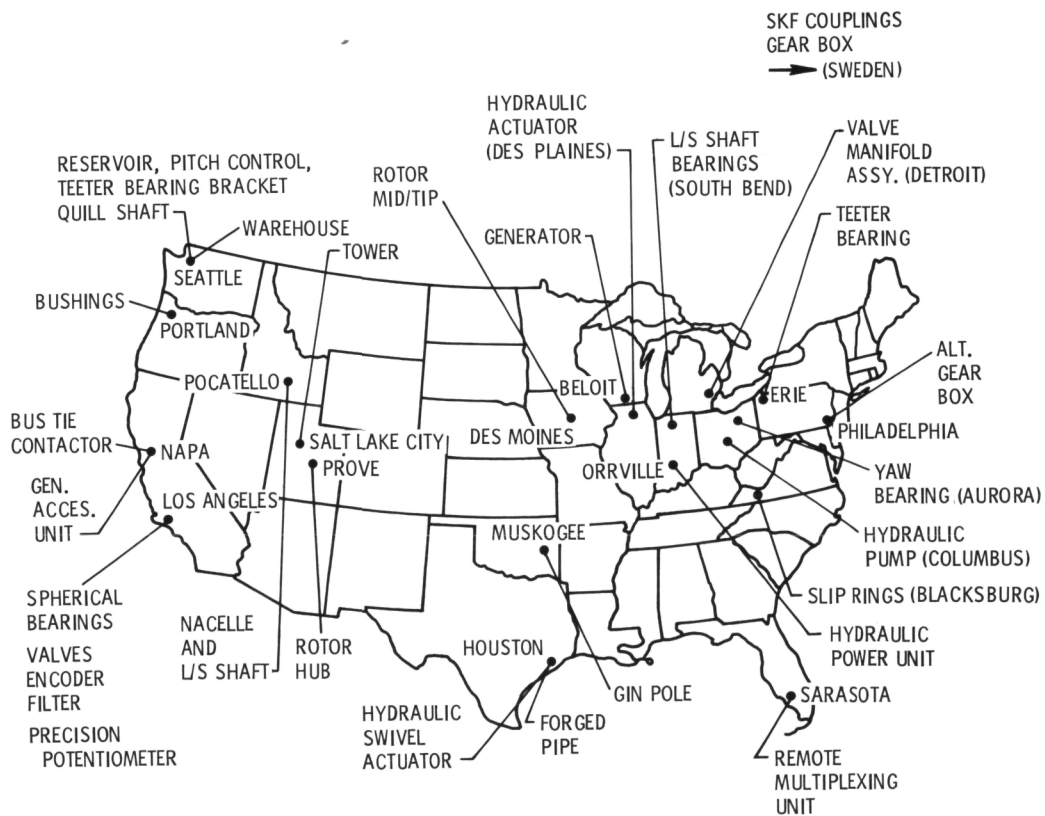 SKF COUPLINGS
GEAR BOX
(SWEDEN)
HYDRAULIC
ACTUATOR
(DES PLAINES)
L/S SHAFT
BEARINGS
(SOUTH BEND)
VALVE
MANIFOLD
ASSY. (DETROIT)
RESERVOIR, PITCH CONTROL,
TEETER BEARING BRACKET
QUILL SHAFT
ROTOR
MID/TIP
WAREHOUSE
TOWER
GENERATOR
TEETER
BEARING
SEATTLE
BUSHINGS
PORTLAND
POCATELLO
BELOIT
ERIE
ALT.
GEAR
BOX
BUS TIE
CONTACTOR
NAPA
SALT LAKE CITY
PROVE
DES MOINES
ORRVILLE
PHILADELPHIA
GEN.
ACCES.
UNIT
LOS ANGELES
YAW
BEARING (AURORA)
MUSKOGEE
HYDRAULIC
PUMP (COLUMBUS)
SPHERICAL
BEARINGS
VALVES
ENCODER
FILTER
PRECISION
POTENTIOMETER
NACELLE
AND
L/S SHAFT
ROTOR
HUB
HOUSTON
SLIP RINGS (BLACKSBURG)
HYDRAULIC
POWER UNIT
GIN POLE
SARASOTA
HYDRAULIC
SWIVEL
ACTUATOR
FORGED
PIPE
REMOTE
MULTIPLEXING
UNIT